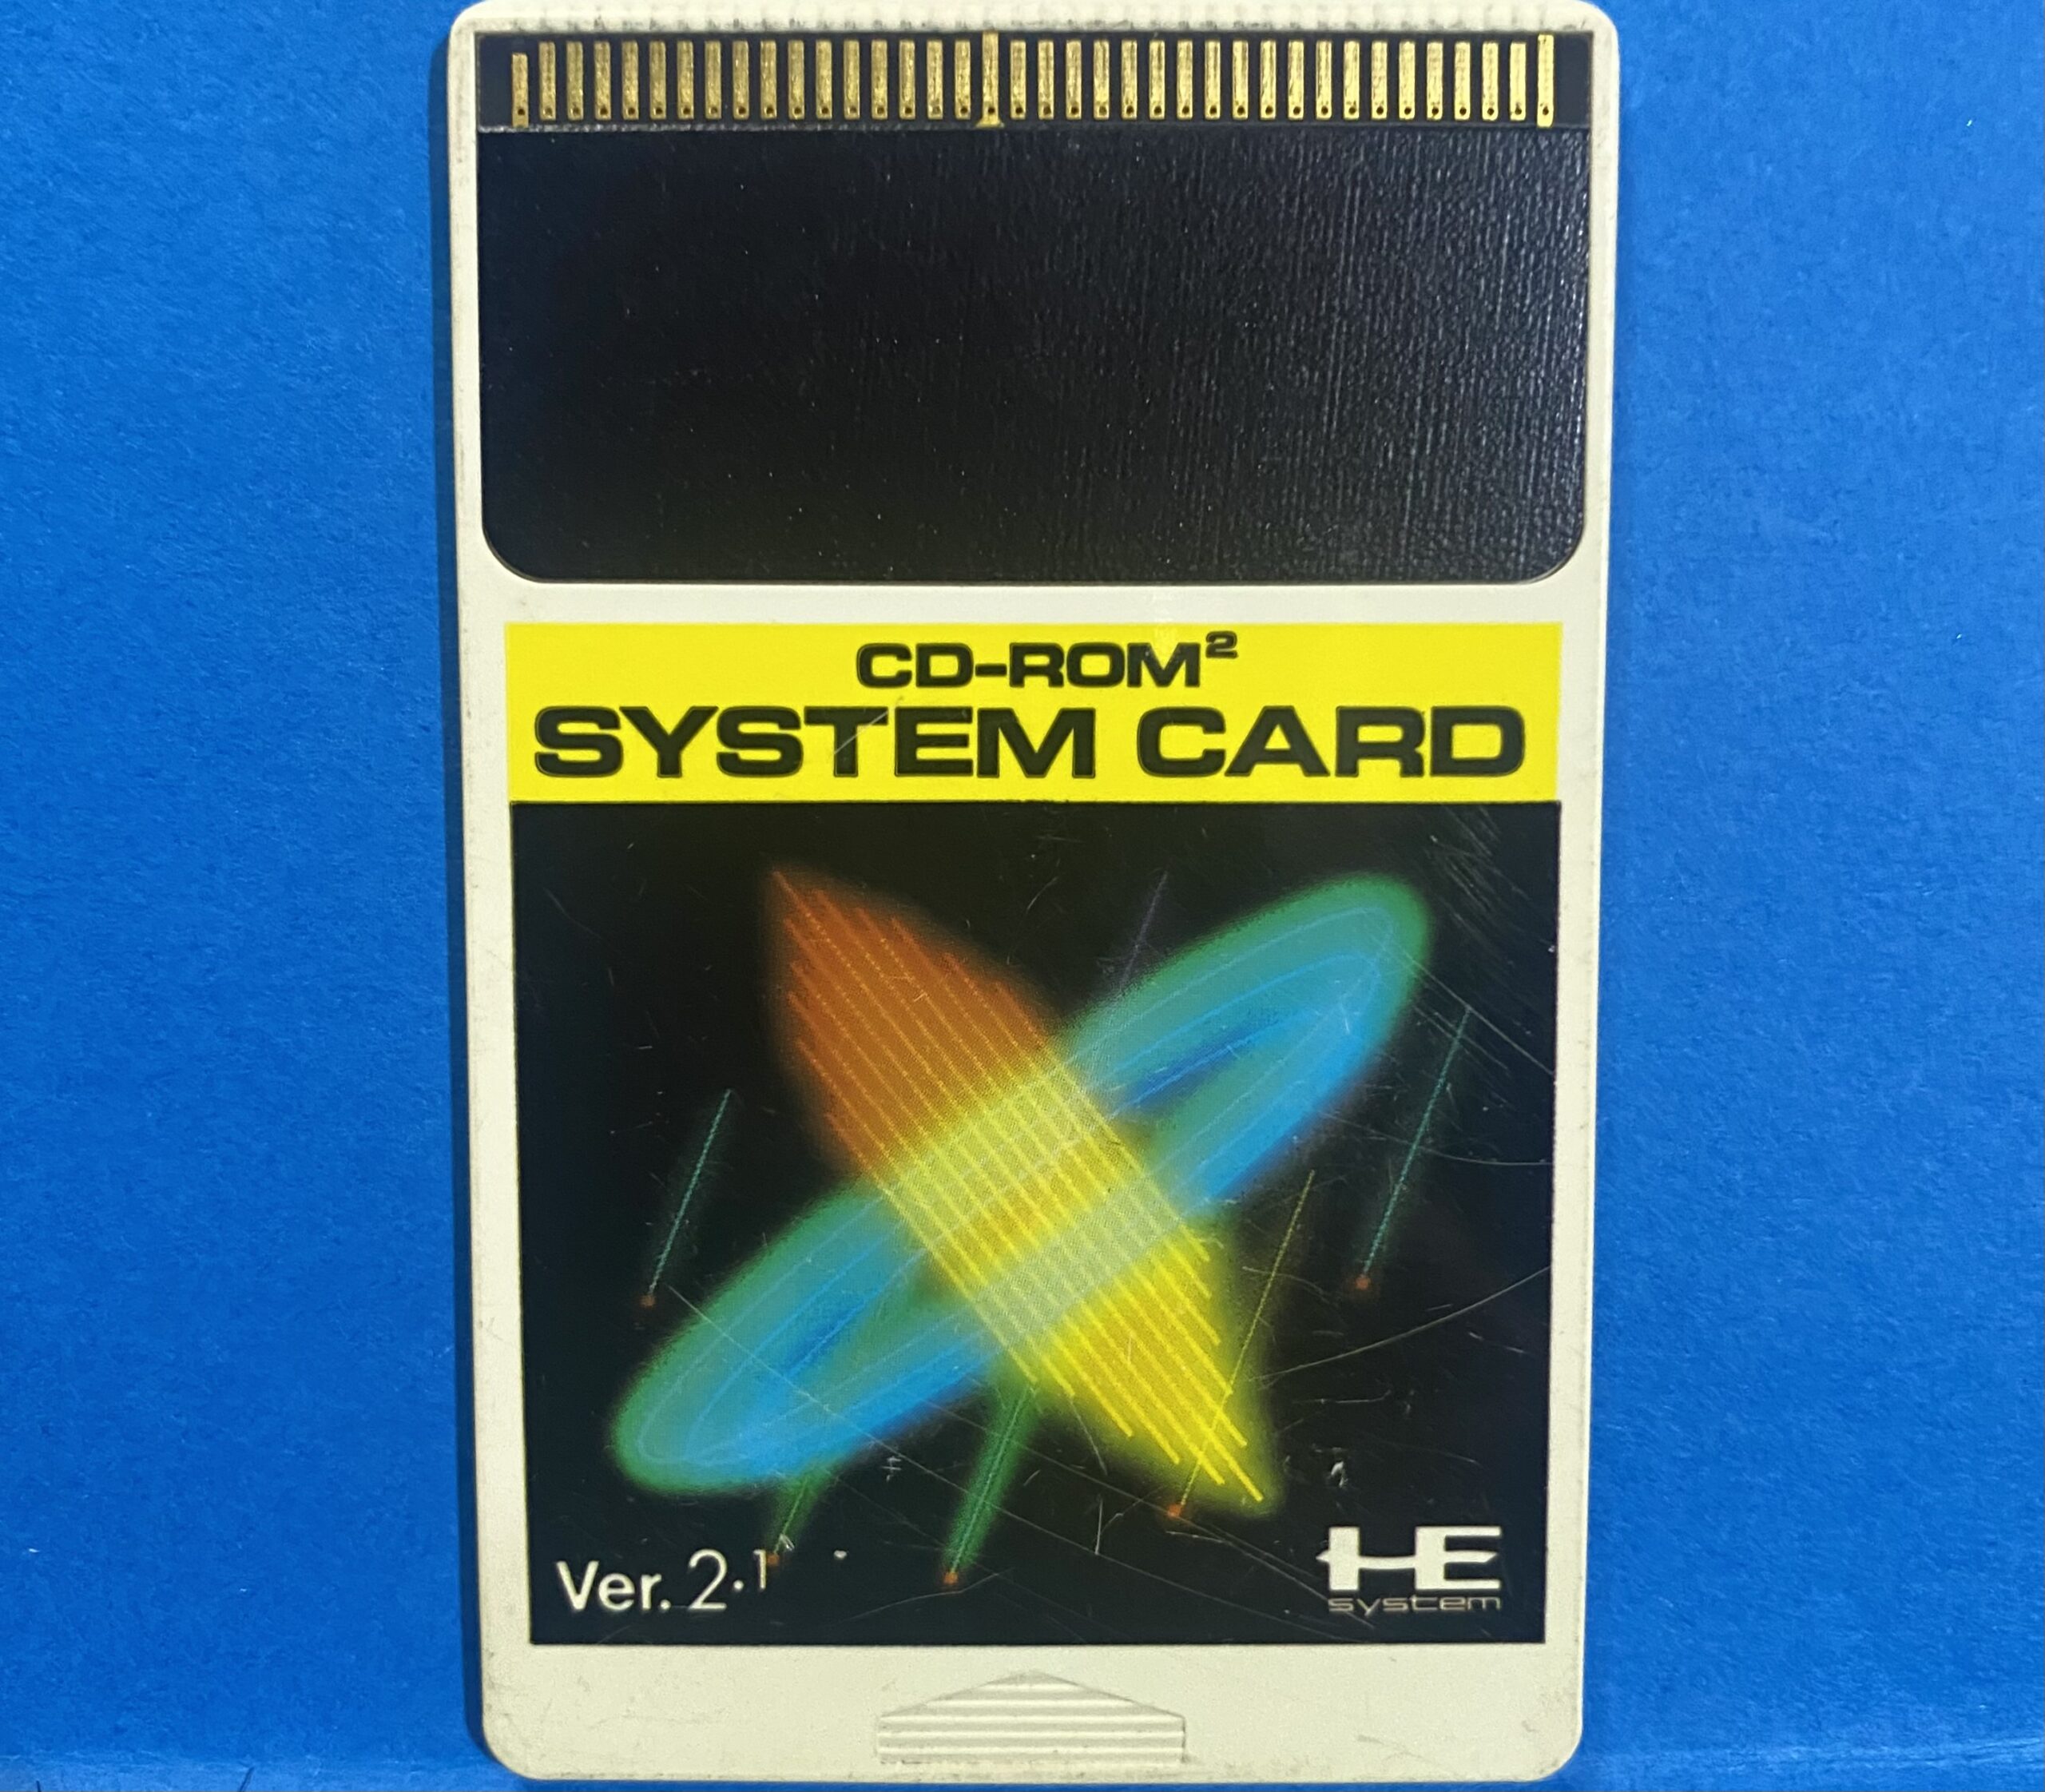 CD-ROM²
SYSTEM CARD
Ver. 2.1
HE
system